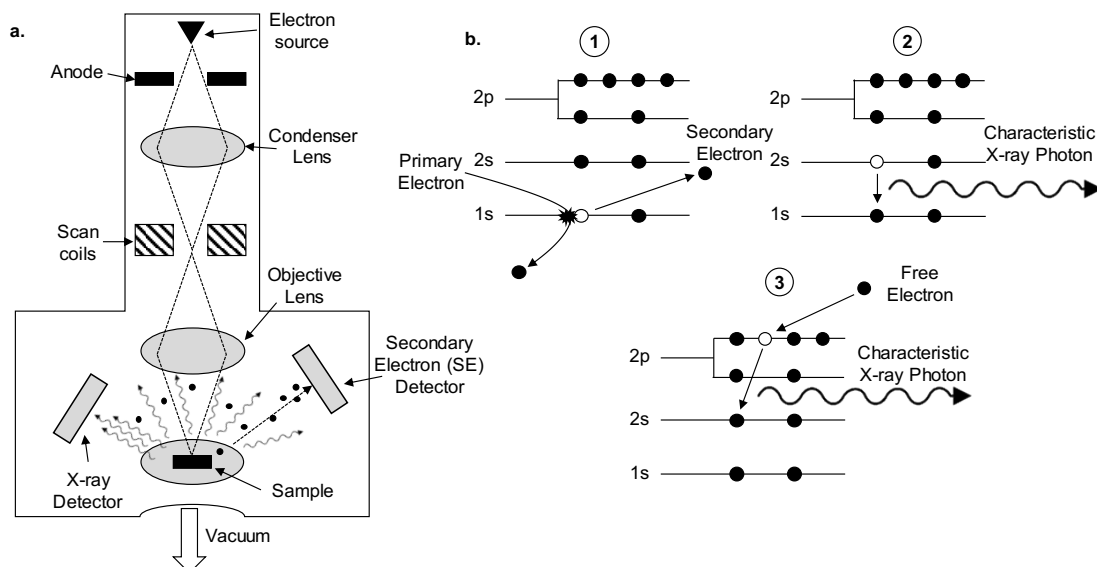 a.
Electron
source
Anode
Condenser
Lens
Scan
coils
Objective
Lens
Secondary
Electron (SE)
Detector
X-ray
Detector
Sample
Vacuum
b.
1
2p
2s
1s
Primary
Electron
Secondary
Electron
2
2p
2s
1s
Characteristic
X-ray Photon
3
Free
Electron
2p
2s
1s
Characteristic
X-ray Photon